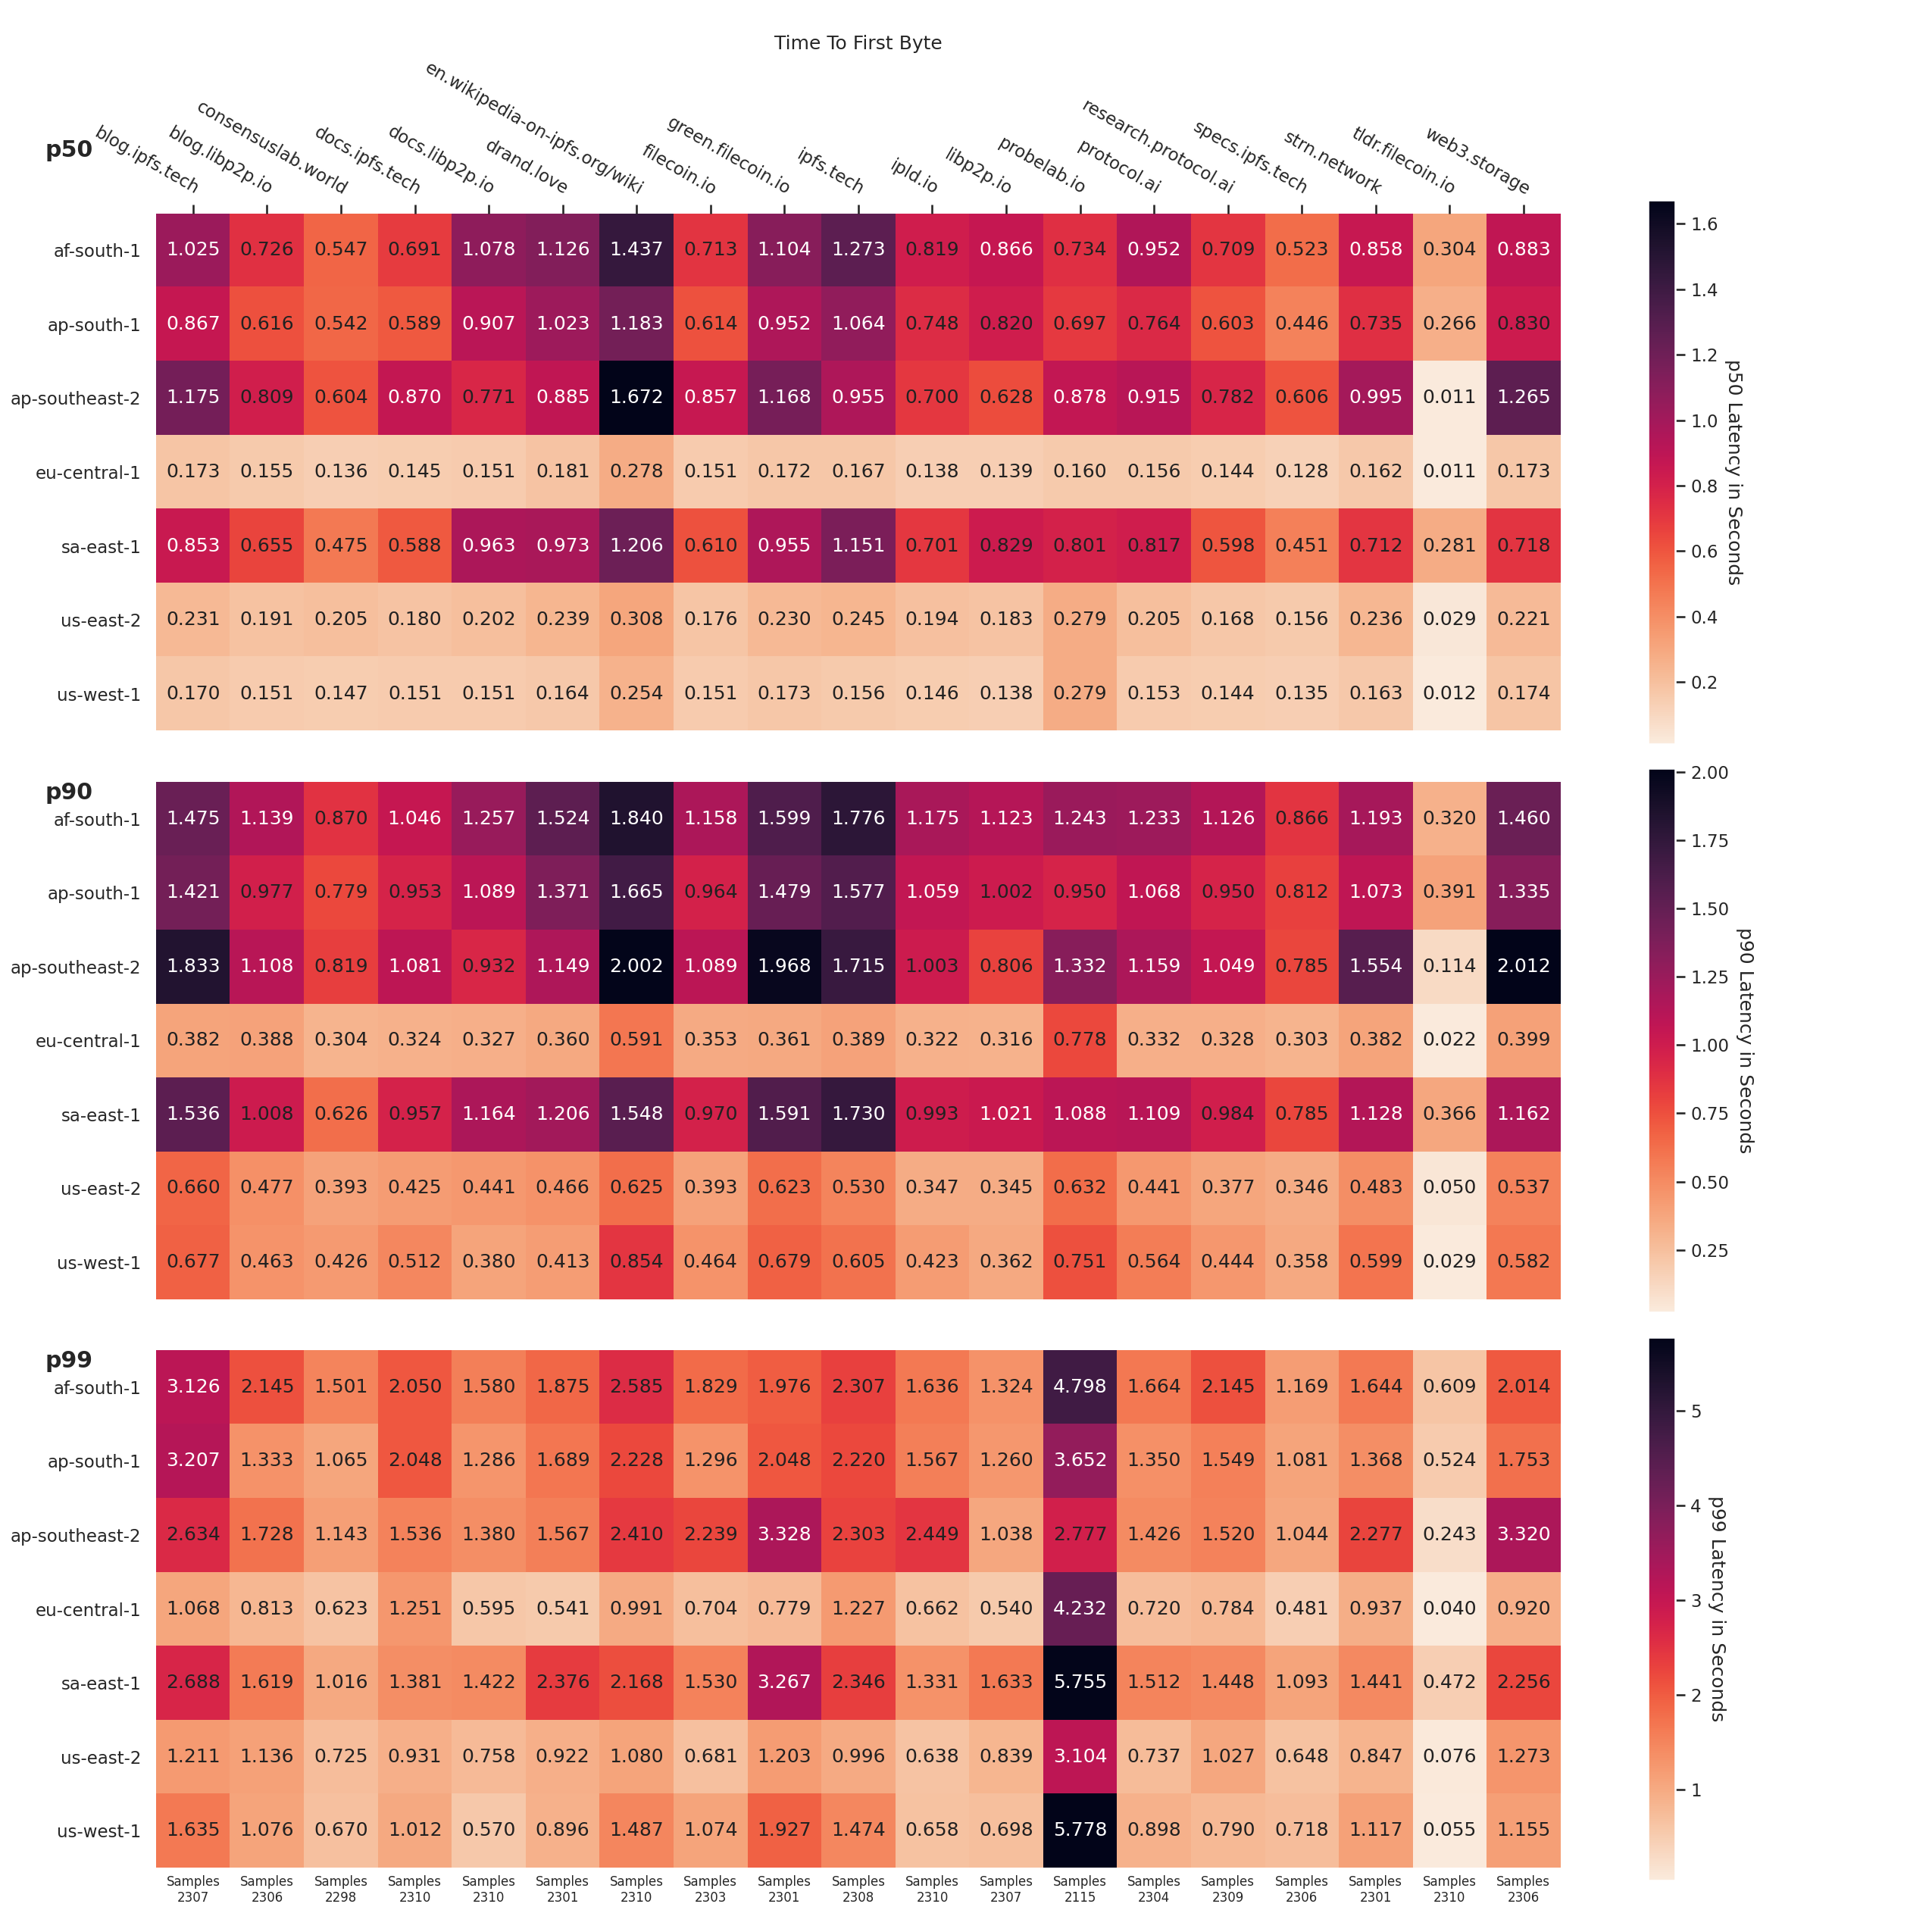 Time To First Byte
p50
blog.ipfs.tech
blog.libp2p.io
consensuslab.world
docs.ipfs.tech
docs.libp2p.io
drand.love
en.wikipedia-on-ipfs.org/wiki
filecoin.io
green.filecoin.io
ipfs.tech
ipld.io
libp2p.io
probelab.io
protocol.ai
research.protocol.ai
specs.ipfs.tech
strn.network
tldr.filecoin.io
web3.storage
af-south-1 1.025 0.726 0.547 0.691 1.078 1.126 1.437 0.713 1.104 1.273 0.819 0.866 0.734 0.952 0.709 0.523 0.858 0.304 0.883
ap-south-1 0.867 0.616 0.542 0.589 0.907 1.023 1.183 0.614 0.952 1.064 0.748 0.820 0.697 0.764 0.603 0.446 0.735 0.266 0.830
ap-southeast-2 1.175 0.809 0.604 0.870 0.771 0.885 1.672 0.857 1.168 0.955 0.700 0.628 0.878 0.915 0.782 0.606 0.995 0.011 1.265
eu-central-1 0.173 0.155 0.136 0.145 0.151 0.181 0.278 0.151 0.172 0.167 0.138 0.139 0.160 0.156 0.144 0.128 0.162 0.011 0.173
sa-east-1 0.853 0.655 0.475 0.588 0.963 0.973 1.206 0.610 0.955 1.151 0.701 0.829 0.801 0.817 0.598 0.451 0.712 0.281 0.718
us-east-2 0.231 0.191 0.205 0.180 0.202 0.239 0.308 0.176 0.230 0.245 0.194 0.183 0.279 0.205 0.168 0.156 0.236 0.029 0.221
us-west-1 0.170 0.151 0.147 0.151 0.151 0.164 0.254 0.151 0.173 0.156 0.146 0.138 0.279 0.153 0.144 0.135 0.163 0.012 0.174
1.6
1.4
1.2
1.0
0.8
0.6
0.4
0.2
p50 Latency in Seconds
p90
af-south-1 1.475 1.139 0.870 1.046 1.257 1.524 1.840 1.158 1.599 1.776 1.175 1.123 1.243 1.233 1.126 0.866 1.193 0.320 1.460
ap-south-1 1.421 0.977 0.779 0.953 1.089 1.371 1.665 0.964 1.479 1.577 1.059 1.002 0.950 1.068 0.950 0.812 1.073 0.391 1.335
ap-southeast-2 1.833 1.108 0.819 1.081 0.932 1.149 2.002 1.089 1.968 1.715 1.003 0.806 1.332 1.159 1.049 0.785 1.554 0.114 2.012
eu-central-1 0.382 0.388 0.304 0.324 0.327 0.360 0.591 0.353 0.361 0.389 0.322 0.316 0.778 0.332 0.328 0.303 0.382 0.022 0.399
sa-east-1 1.536 1.008 0.626 0.957 1.164 1.206 1.548 0.970 1.591 1.730 0.993 1.021 1.088 1.109 0.984 0.785 1.128 0.366 1.162
us-east-2 0.660 0.477 0.393 0.425 0.441 0.466 0.625 0.393 0.623 0.530 0.347 0.345 0.632 0.441 0.377 0.346 0.483 0.050 0.537
us-west-1 0.677 0.463 0.426 0.512 0.380 0.413 0.854 0.464 0.679 0.605 0.423 0.362 0.751 0.564 0.444 0.358 0.599 0.029 0.582
2.00
1.75
1.50
1.25
1.00
0.75
0.50
0.25
p90 Latency in Seconds
p99
af-south-1 3.126 2.145 1.501 2.050 1.580 1.875 2.585 1.829 1.976 2.307 1.636 1.324 4.798 1.664 2.145 1.169 1.644 0.609 2.014
ap-south-1 3.207 1.333 1.065 2.048 1.286 1.689 2.228 1.296 2.048 2.220 1.567 1.260 3.652 1.350 1.549 1.081 1.368 0.524 1.753
ap-southeast-2 2.634 1.728 1.143 1.536 1.380 1.567 2.410 2.239 3.328 2.303 2.449 1.038 2.777 1.426 1.520 1.044 2.277 0.243 3.320
eu-central-1 1.068 0.813 0.623 1.251 0.595 0.541 0.991 0.704 0.779 1.227 0.662 0.540 4.232 0.720 0.784 0.481 0.937 0.040 0.920
sa-east-1 2.688 1.619 1.016 1.381 1.422 2.376 2.168 1.530 3.267 2.346 1.331 1.633 5.755 1.512 1.448 1.093 1.441 0.472 2.256
us-east-2 1.211 1.136 0.725 0.931 0.758 0.922 1.080 0.681 1.203 0.996 0.638 0.839 3.104 0.737 1.027 0.648 0.847 0.076 1.273
us-west-1 1.635 1.076 0.670 1.012 0.570 0.896 1.487 1.074 1.927 1.474 0.658 0.698 5.778 0.898 0.790 0.718 1.117 0.055 1.155
5
4
3
2
1
p99 Latency in Seconds
Samples Samples Samples Samples Samples Samples Samples Samples Samples Samples Samples Samples Samples Samples Samples Samples Samples Samples Samples
2307 2306 2298 2310 2310 2301 2310 2303 2301 2308 2310 2307 2115 2304 2309 2306 2301 2310 2306